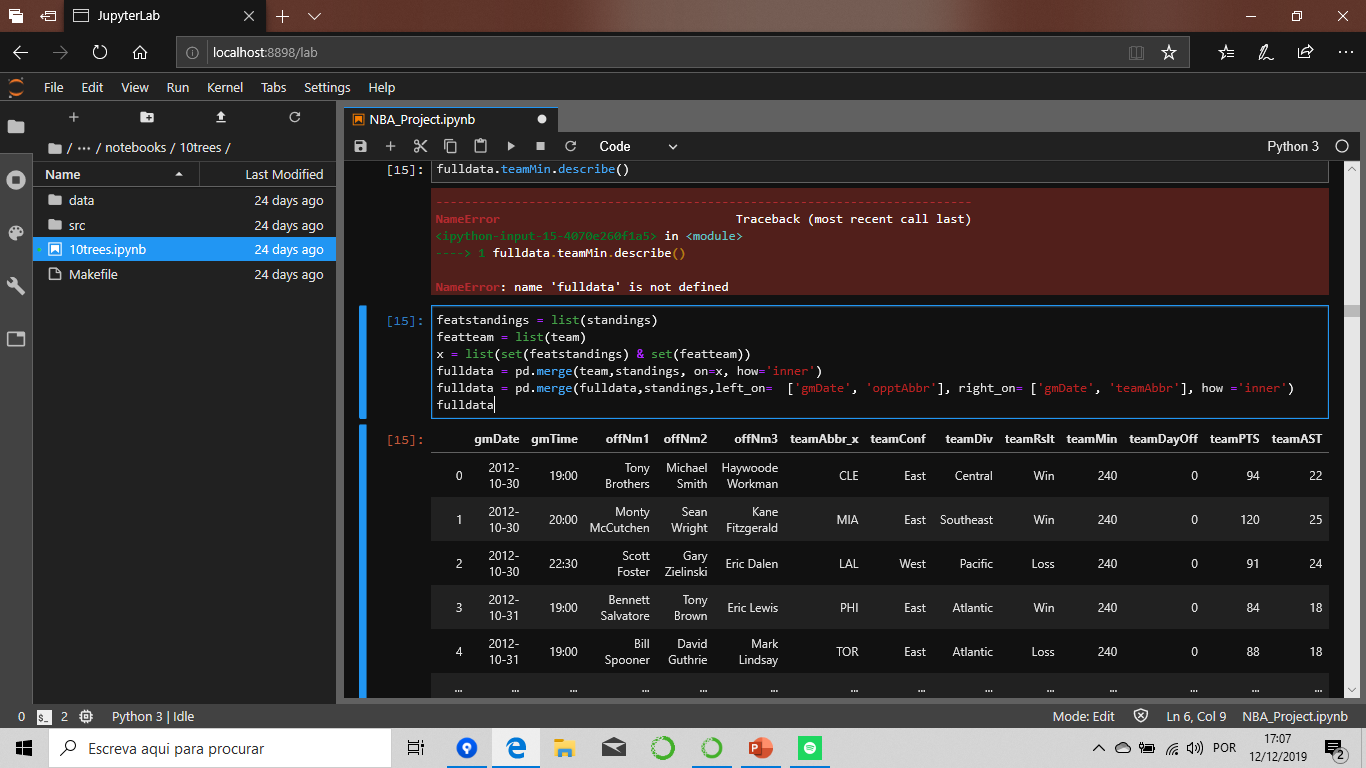 JupyterLab
localhost:8898/lab
File Edit View Run Kernel Tabs Settings Help
NBA_Project.ipynb
/ ··· / notebooks / 10trees /
Code
Python 3
Name Last Modified
data 24 days ago
src 24 days ago
10trees.ipynb 24 days ago
Makefile 24 days ago
[15]: fulldata.teamMin.describe()
---------------------------------------------------------------------------
NameError Traceback (most recent call last)
<ipython-input-15-4070e260f1a5> in <module>
----> 1 fulldata.teamMin.describe()
NameError: name 'fulldata' is not defined
[15]: featstandings = list(standings)
featteam = list(team)
x = list(set(featstandings) & set(featteam))
fulldata = pd.merge(team,standings, on=x, how='inner')
fulldata = pd.merge(fulldata,standings,left_on=  ['gmDate', 'opptAbbr'], right_on= ['gmDate', 'teamAbbr'], how ='inner')
fulldata
[15]: gmDate gmTime offNm1 offNm2 offNm3 teamAbbr_x teamConf teamDiv teamRslt teamMin teamDayOff teamPTS teamAST
0 2012-10-30 19:00 Tony Brothers Michael Smith Haywoode Workman CLE East Central Win 240 0 94 22
1 2012-10-30 20:00 Monty McCutchen Sean Wright Kane Fitzgerald MIA East Southeast Win 240 0 120 25
2 2012-10-30 22:30 Scott Foster Gary Zielinski Eric Dalen LAL West Pacific Loss 240 0 91 24
3 2012-10-31 19:00 Bennett Salvatore Tony Brown Eric Lewis PHI East Atlantic Win 240 0 84 18
4 2012-10-31 19:00 Bill Spooner David Guthrie Mark Lindsay TOR East Atlantic Loss 240 0 88 18
... ... ... ... ... ... ... ... ... ... ... ... ... ...
0 2 Python 3 | Idle Mode: Edit Ln 6, Col 9 NBA_Project.ipynb
Escreva aqui para procurar
POR
17:07
12/12/2019
2